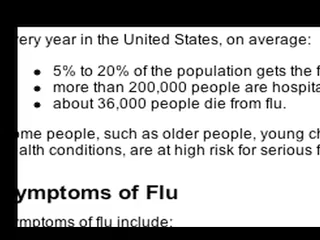 very year in the United States, on average:
• 5% to 20% of the population gets the f
• more than 200,000 people are hospita
• about 36,000 people die from flu.
ome people, such as older people, young ch
alth conditions, are at high risk for serious f
ymptoms of Flu
ymptoms of flu include: